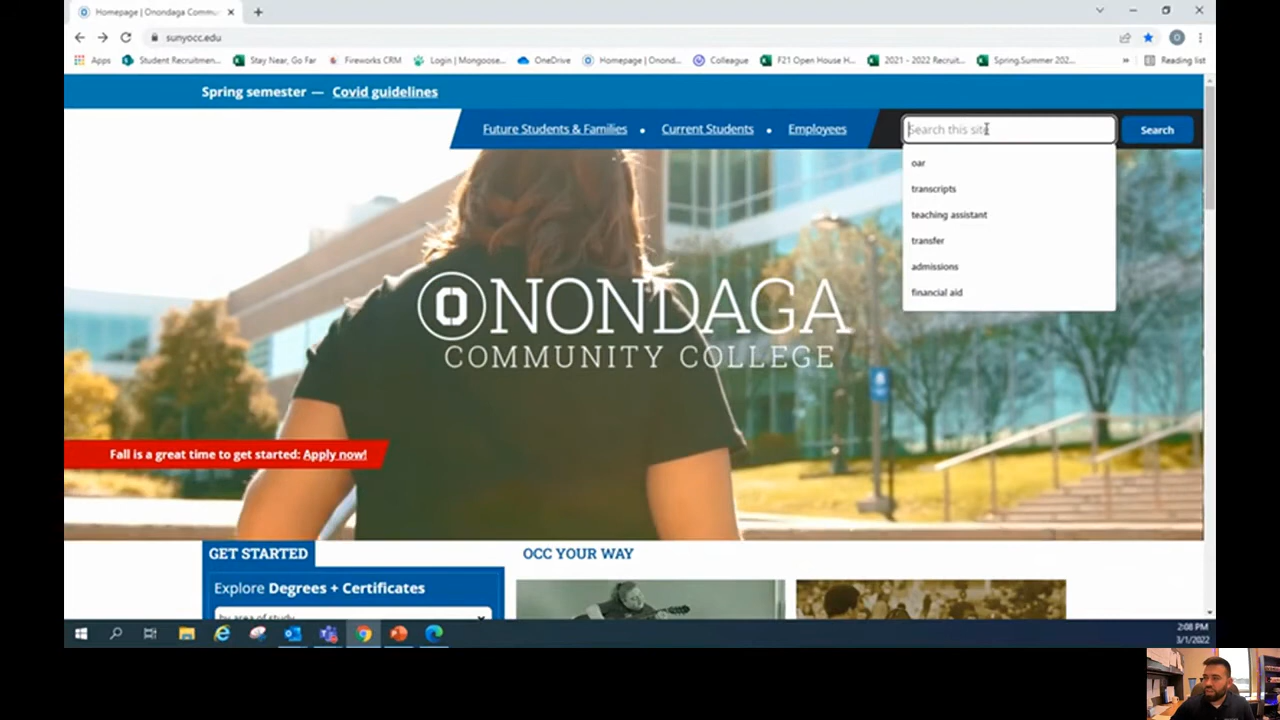 Homepage | Onondaga Commu
sunyocc.edu
Apps
Student Recruitmen...
Stay Near, Go Far
Fireworks CRM
Login | Mongoose...
OneDrive
Homepage | Onond...
Colleague
F21 Open House H...
2021 - 2022 Recruit...
Spring.Summer 202...
»
Reading list
Spring semester — Covid guidelines
Future Students & Families • Current Students • Employees
Search this site
Search
oar
transcripts
teaching assistant
transfer
admissions
financial aid
ONONDAGA
COMMUNITY COLLEGE
Fall is a great time to get started: Apply now!
GET STARTED
OCC YOUR WAY
Explore Degrees + Certificates
by area of study
2:08 PM
3/1/2022